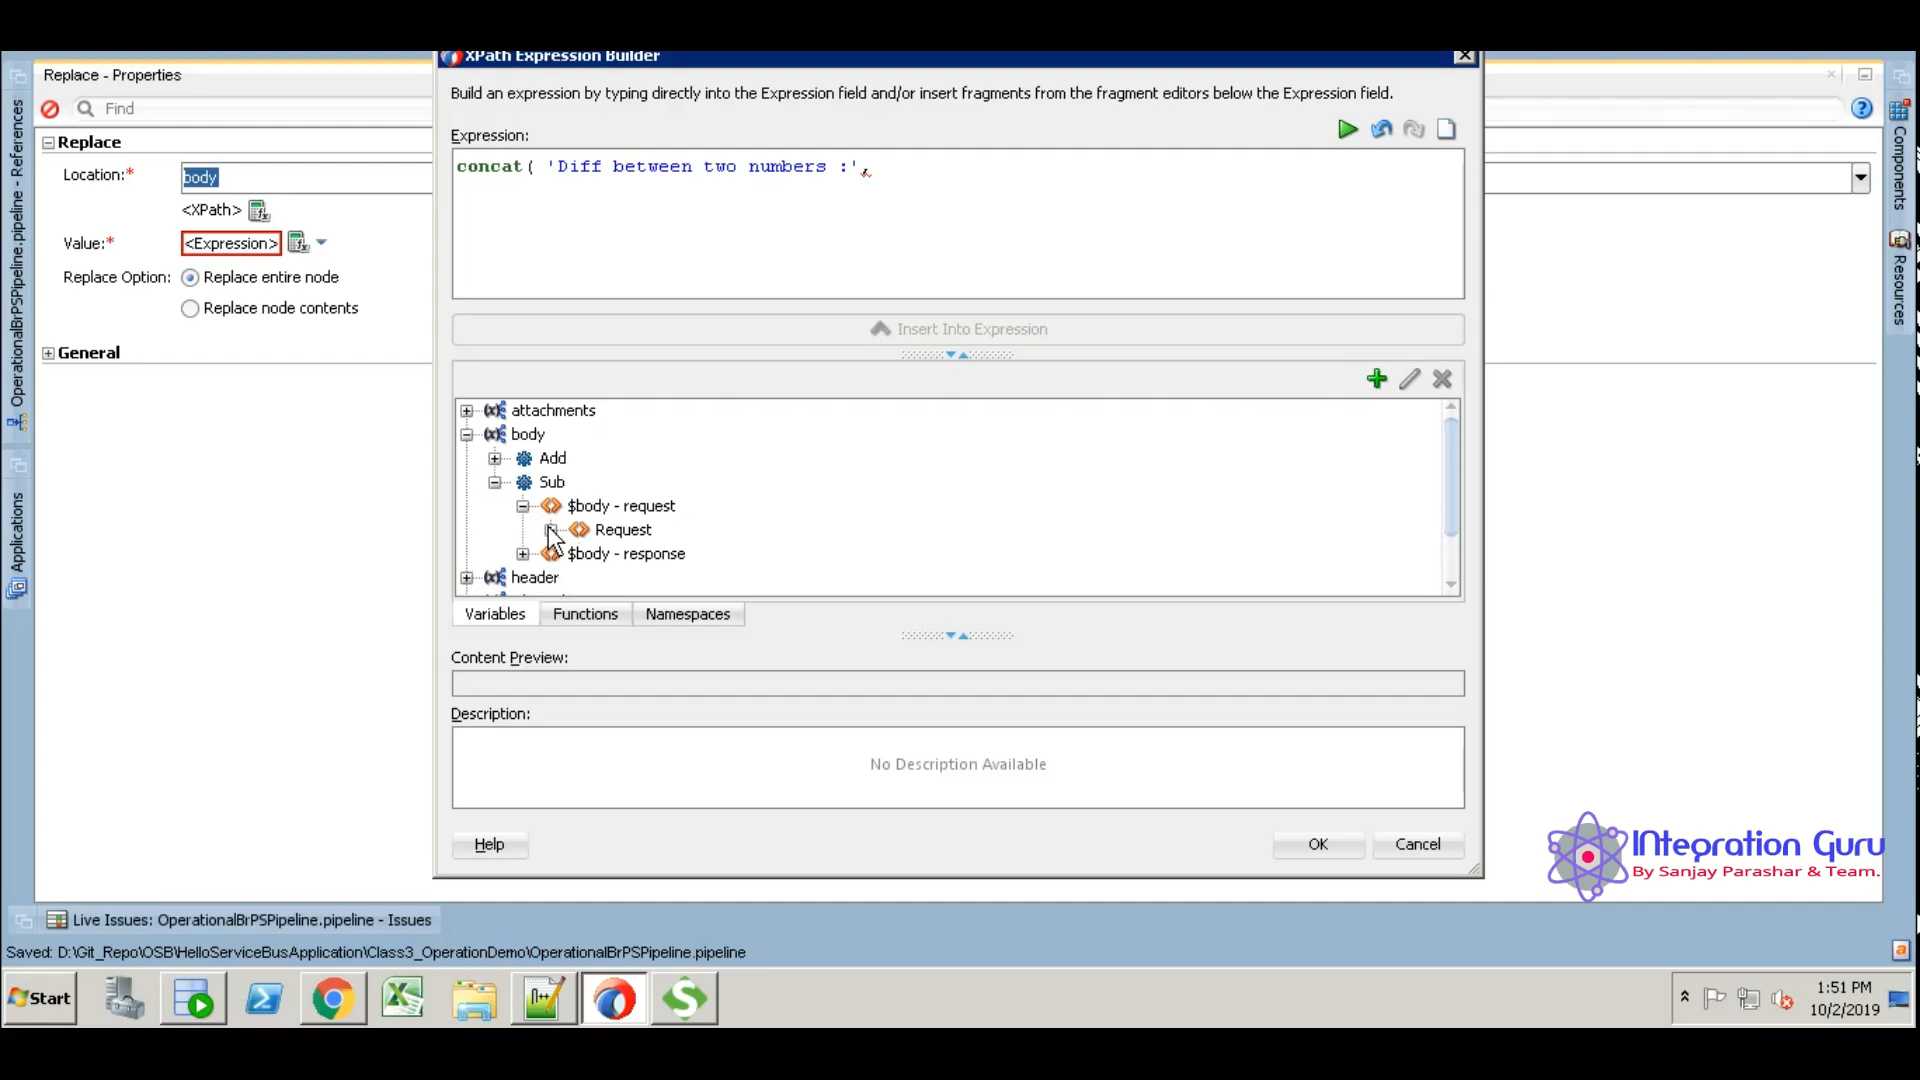 XPath Expression Builder
Replace - Properties
Find
Build an expression by typing directly into the Expression field and/or insert fragments from the fragment editors below the Expression field.
Expression:
concat( 'Diff between two numbers :',
Replace
Location:*
body
<XPath>
Value:*
<Expression>
Replace Option:
Replace entire node
Replace node contents
General
Insert Into Expression
attachments
body
Add
Sub
$body - request
Request
$body - response
header
Variables
Functions
Namespaces
Content Preview:
Description:
No Description Available
Help
OK
Cancel
OperationalBrPSPipeline.pipeline - References
Applications
Components
Resources
INtegration Guru
By Sanjay Parashar & Team.
Live Issues: OperationalBrPSPipeline.pipeline - Issues
Saved: D:\Git_Repo\OSB\HelloServiceBusApplication\Class3_OperationDemo\OperationalBrPSPipeline.pipeline
Start
1:51 PM
10/2/2019